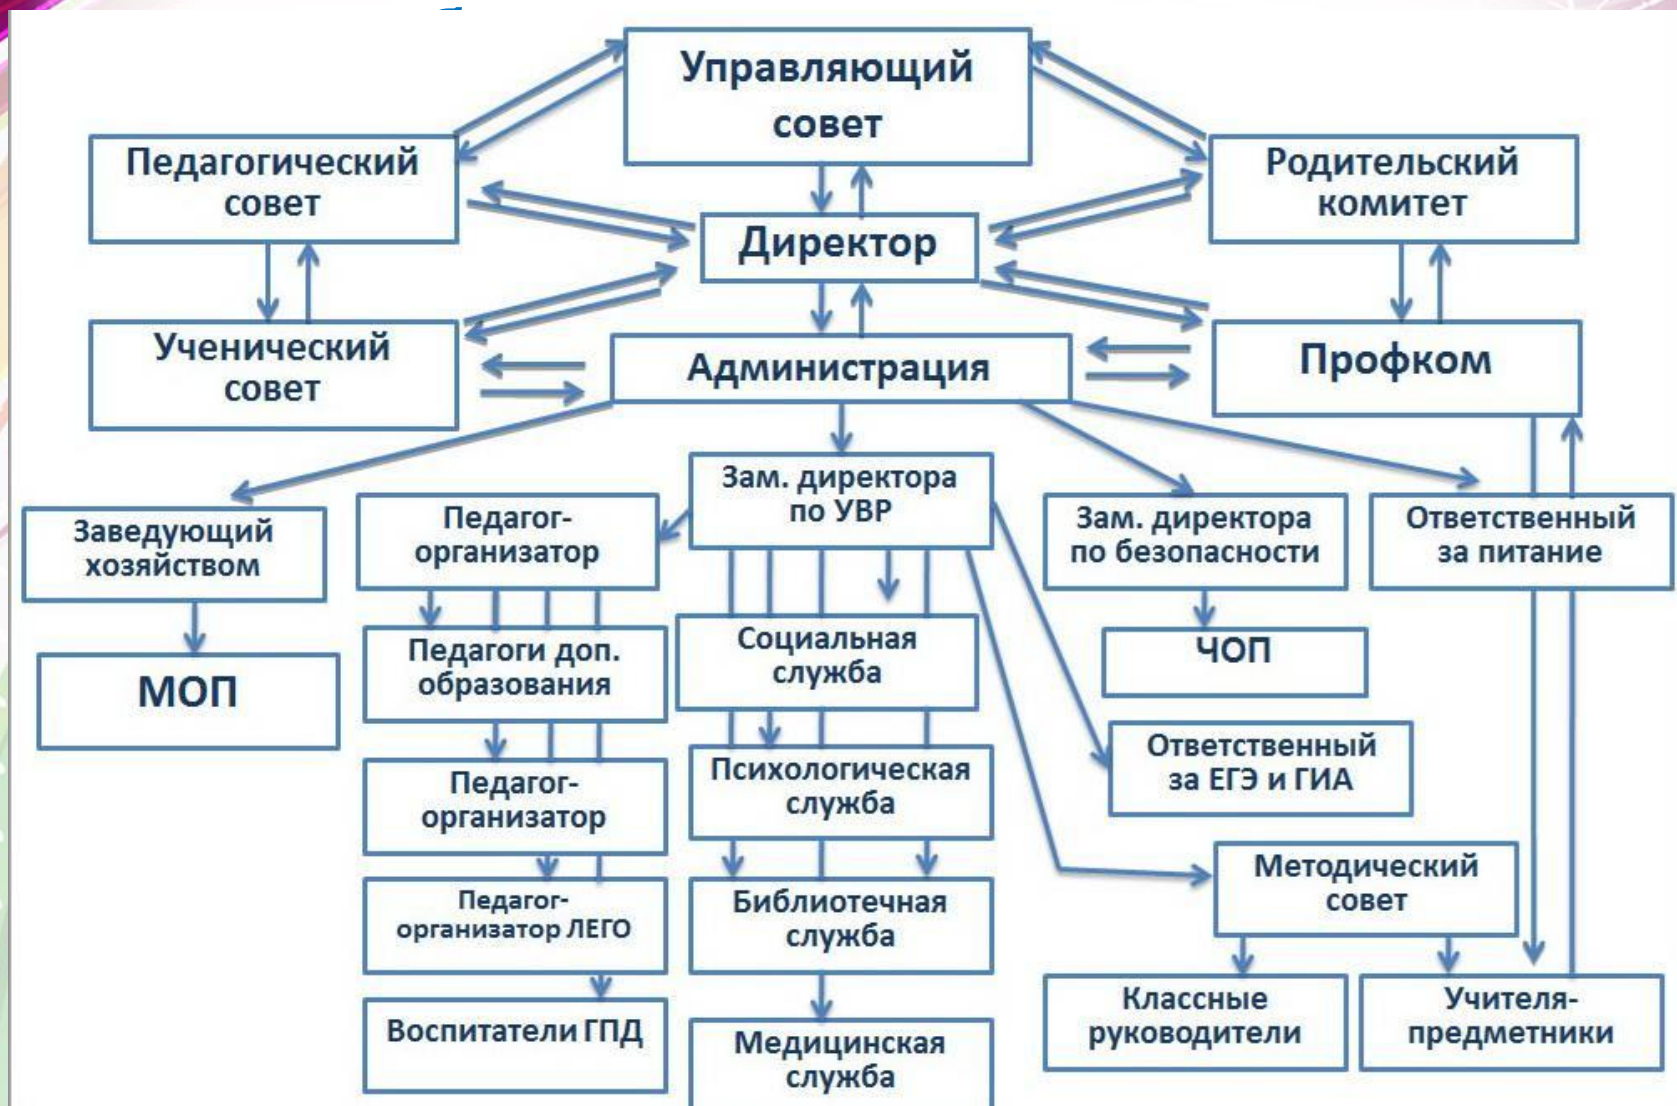 Управляющий
совет
Педагогический
совет
Родительский
комитет
Директор
Ученический
совет
Администрация
Профком
Заведующий
хозяйством
Педагог-
организатор
Зам. директора
по УВР
Зам. директора
по безопасности
Ответственный
за питание
МОП
Педагоги доп.
образования
Социальная
служба
ЧОП
Педагог-
организатор
Психологическая
служба
Ответственный
за ЕГЭ и ГИА
Педагог-
организатор ЛЕГО
Библиотечная
служба
Методический
совет
Воспитатели ГПД
Медицинская
служба
Классные
руководители
Учителя-
предметники